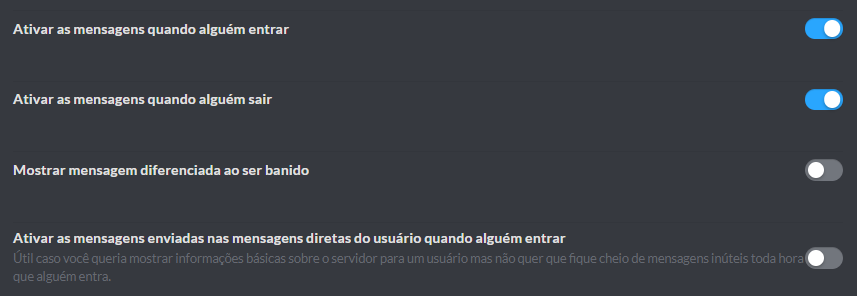 Ativar as mensagens quando alguém entrar
Ativar as mensagens quando alguém sair
Mostrar mensagem diferenciada ao ser banido
Ativar as mensagens enviadas nas mensagens diretas do usuário quando alguém entrar
Útil caso você queria mostrar informações básicas sobre o servidor para um usuário mas não quer que fique cheio de mensagens inúteis toda hora
que alguém entra.